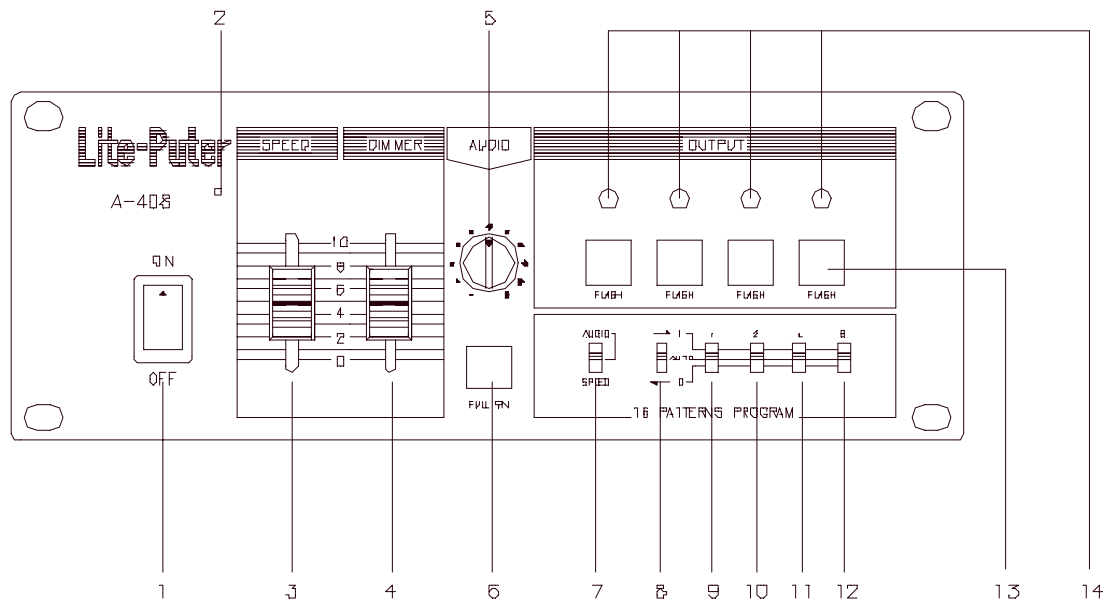 2 5 14
Lite-Puter
SPEED DIMMER AUDIO OUTPUT
A-408
ON
OFF
10
8
6
4
2
0
FULL ON
FLASH FLASH FLASH FLASH
AUDIO
SPEED
1
AUTO
0
1 2 4 8
16 PATTERNS PROGRAM
1 3 4 6 7 8 9 10 11 12 13 14